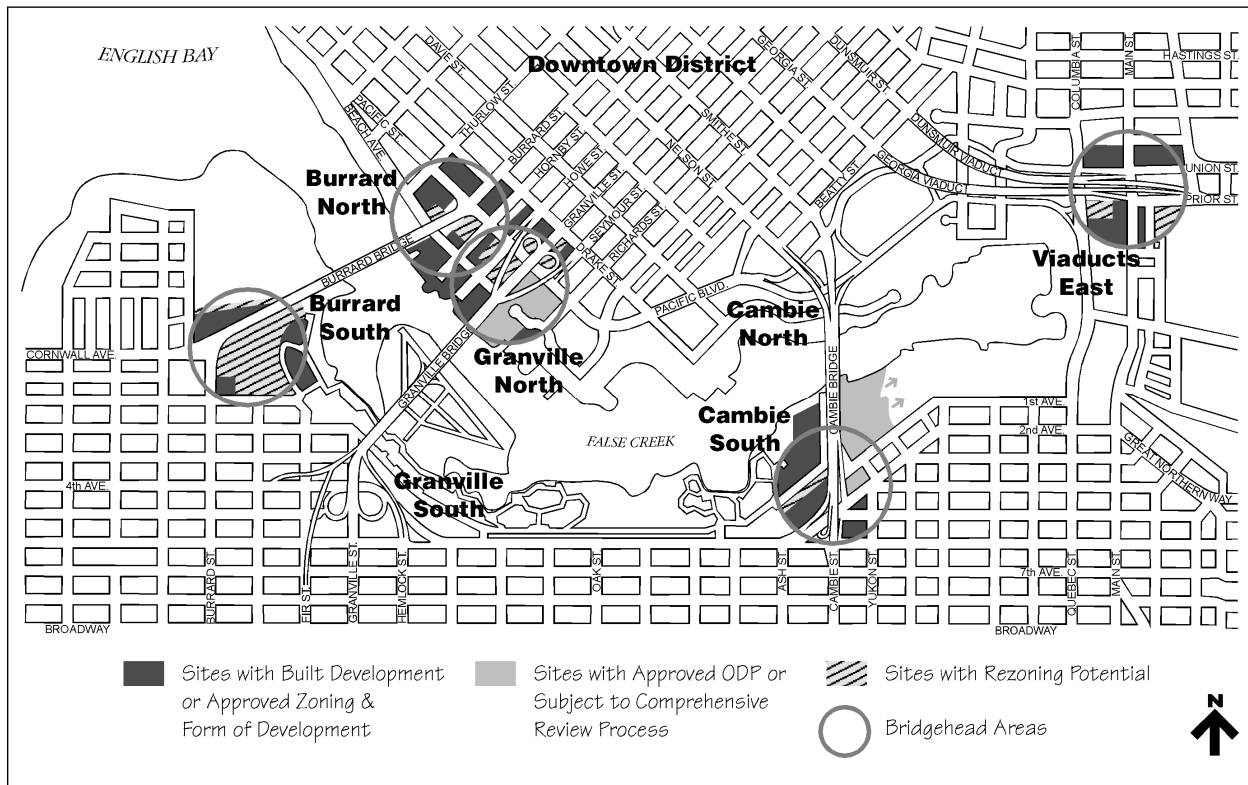 ENGLISH BAY
Downtown District
DAVIE ST.
GEORGIA ST.
DUNSMUIR ST.
COLUMBIA ST.
MAIN ST.
HASTINGS ST.
PACIFIC ST.
BEACH AVE.
THURLOW ST.
BURRARD ST.
HORNBY ST.
HOWE ST.
GRANVILLE ST.
SEYMOUR ST.
RICHARDS ST.
DRAKE ST.
SMITHE ST.
NELSON ST.
BEATTY ST.
DUNSMUIR VIADUCT
GEORGIA VIADUCT
UNION ST.
PRIOR ST.
Burrard
North
BURRARD BRIDGE
Burrard
South
Viaducts
East
PACIFIC BLVD.
Cambie
North
CAMBIE BRIDGE
GRANVILLE BRIDGE
Granville
North
CORNWALL AVE.
Cambie
South
FALSE CREEK
1st AVE.
2nd AVE.
GREAT NORTHERN WAY
4th AVE.
Granville
South
7th AVE.
BURRARD ST.
FIR ST.
GRANVILLE ST.
HEMLOCK ST.
OAK ST.
ASH ST.
CAMBIE ST.
YUKON ST.
QUEBEC ST.
MAIN ST.
BROADWAY
BROADWAY
Sites with Built Development
or Approved Zoning &
Form of Development
Sites with Approved ODP or
Subject to Comprehensive
Review Process
Sites with Rezoning Potential
Bridgehead Areas
N